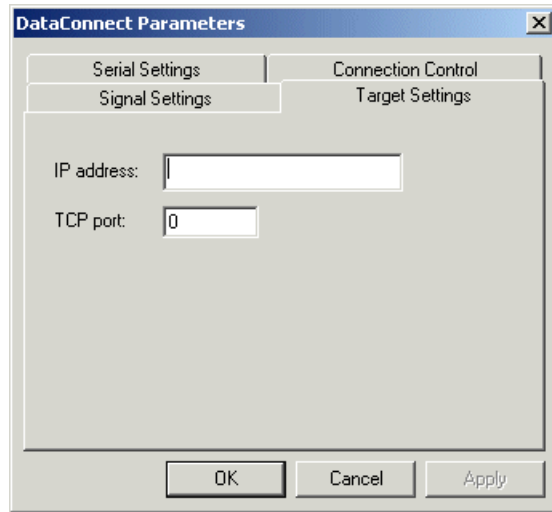 DataConnect Parameters
Serial Settings
Connection Control
Signal Settings
Target Settings
IP address:
TCP port: 0
OK
Cancel
Apply